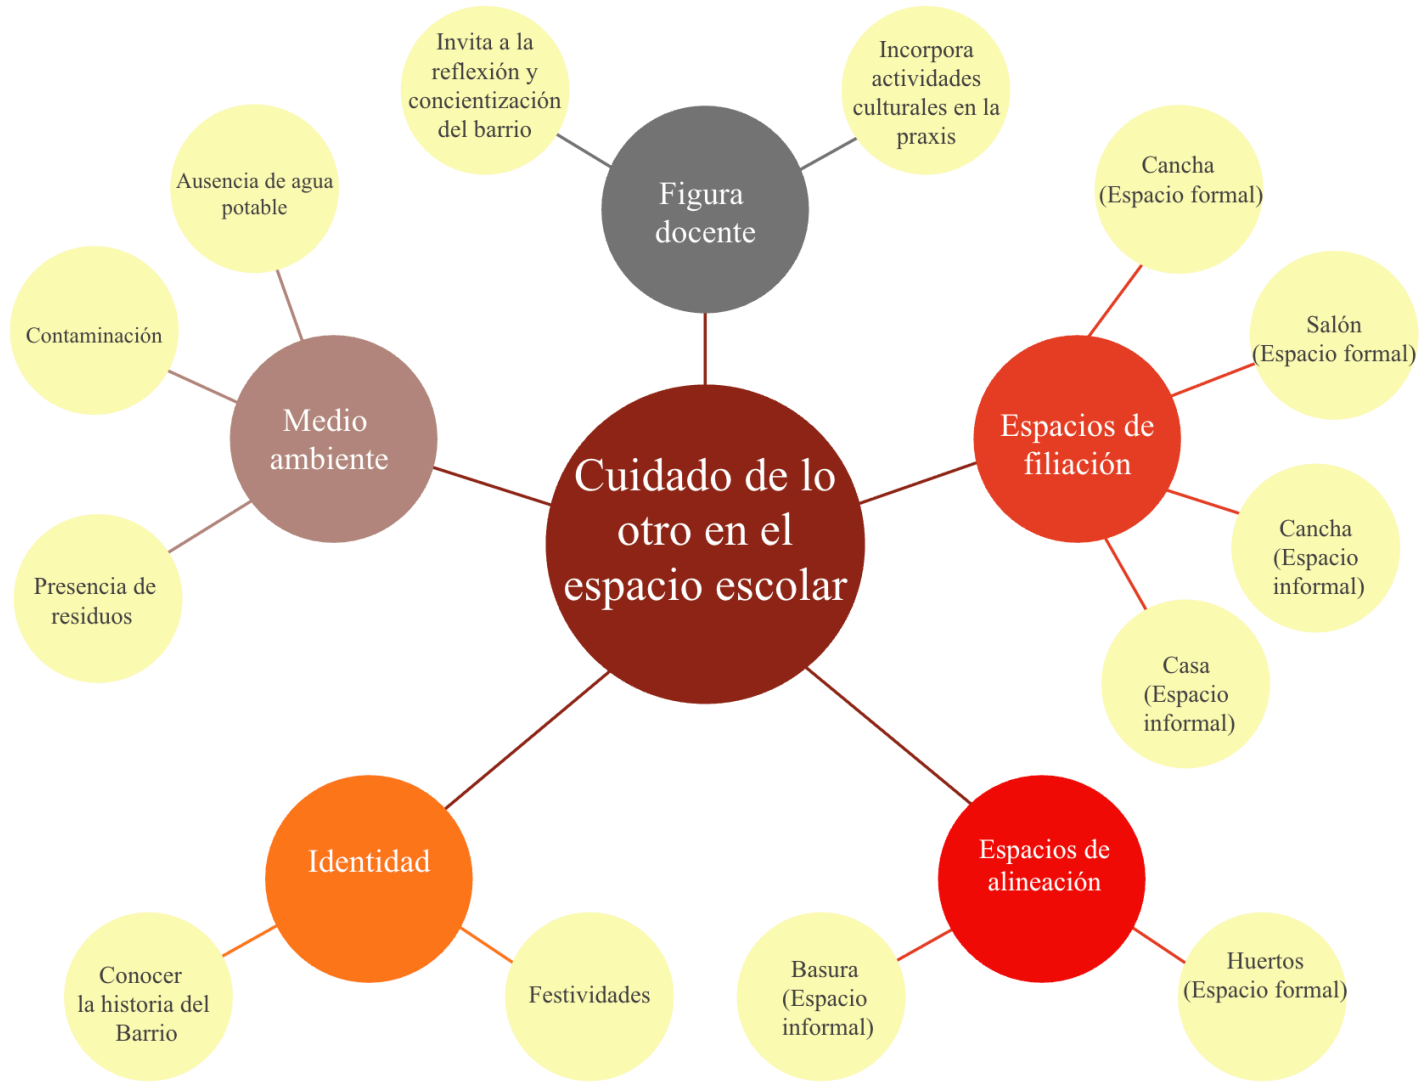 Invita a la
reflexión y
concientización
del barrio
Incorpora
actividades
culturales en la
praxis
Figura
docente
Ausencia de agua
potable
Contaminación
Presencia de
residuos
Medio
ambiente
Cancha
(Espacio formal)
Salón
(Espacio formal)
Cancha
(Espacio
informal)
Casa
(Espacio
informal)
Espacios de
filiación
Cuidado de lo
otro en el
espacio escolar
Identidad
Conocer
la historia del
Barrio
Festividades
Espacios de
alineación
Basura
(Espacio
informal)
Huertos
(Espacio formal)